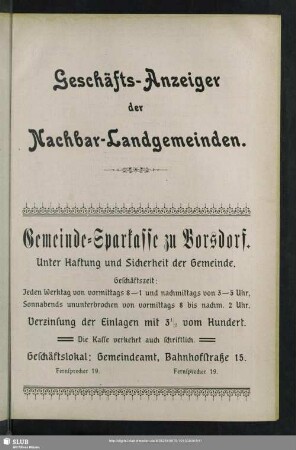 Geschäfts-Anzeiger
der
Nachbar-Landgemeinden.
Gemeinde-Sparkasse zu Borsdorf.
Unter Haftung und Sicherheit der Gemeinde.
Geschäftszeit:
Jeden Werktag von vormittags 8—1 und nachmittags von 3—5 Uhr,
Sonnabends ununterbrochen von vormittags 8 bis nachm. 2 Uhr.
Verzinsung der Einlagen mit 3½ vom Hundert.
Die Kasse verkehrt auch schriftlich.
Geschäftslokal: Gemeindeamt, Bahnhofstraße 15.
Fernsprecher 19. Fernsprecher 19.
SLUB